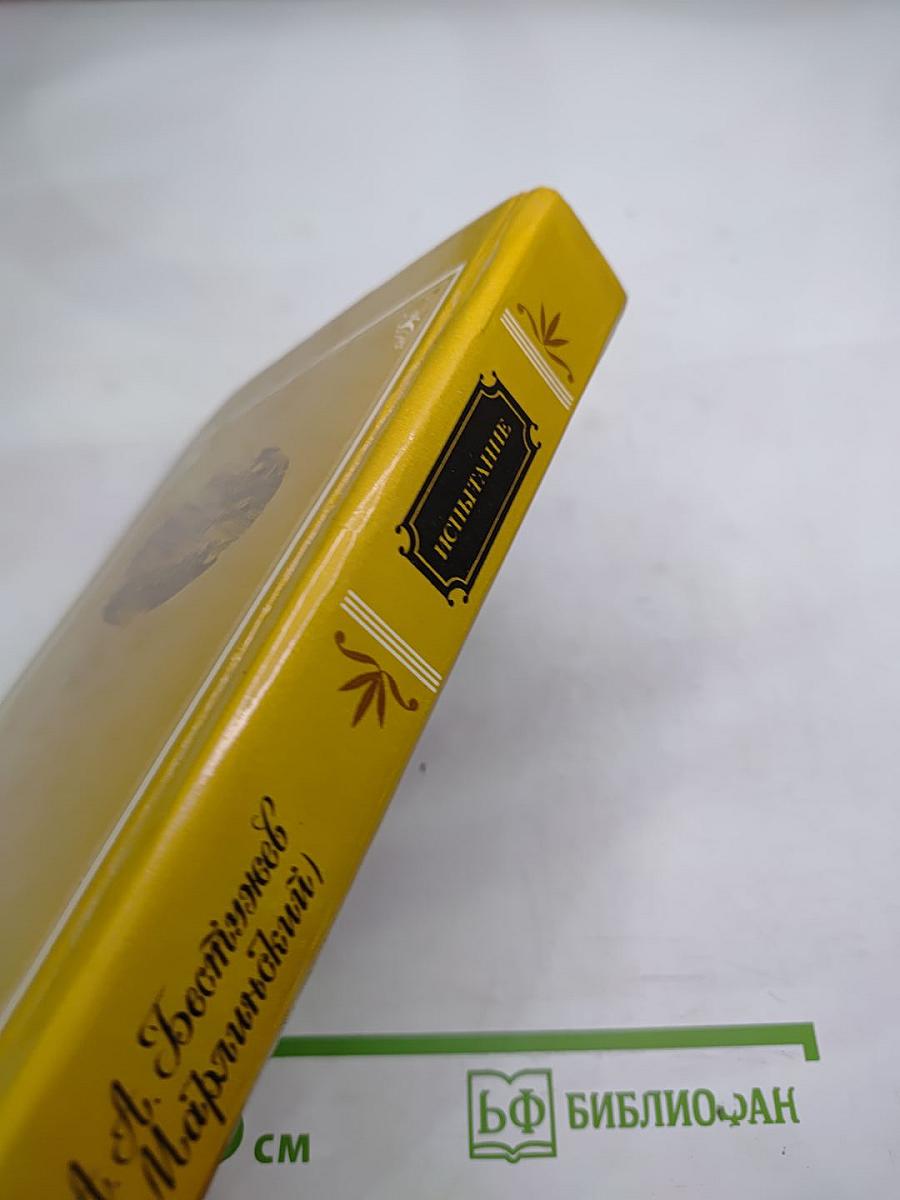 ИСПЫТАНИЕ
А. А. Бестужев
Марлинский)
см
БФ БИБЛИОФАН